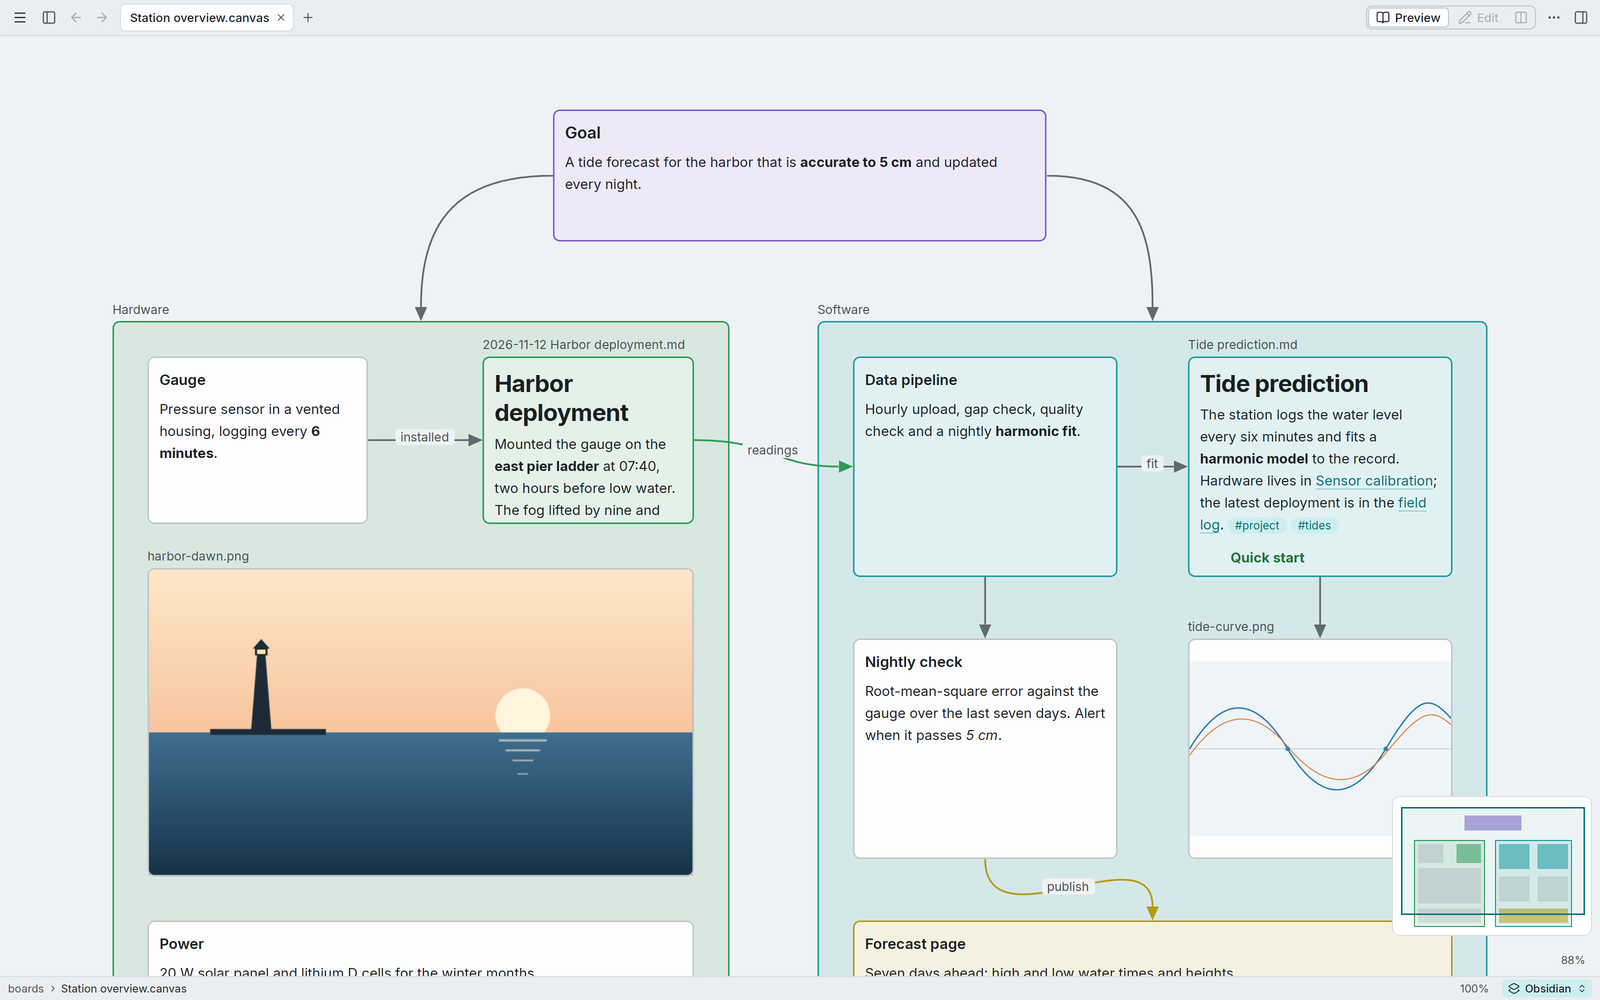 Station overview.canvas
Preview
Edit
Goal
A tide forecast for the harbor that is accurate to 5 cm and updated
every night.
Hardware
2026-11-12 Harbor deployment.md
Gauge
Pressure sensor in a vented
housing, logging every 6
minutes.
installed
Harbor
deployment
Mounted the gauge on the
east pier ladder at 07:40,
two hours before low water.
The fog lifted by nine and
readings
harbor-dawn.png
Power
20 W solar panel and lithium D cells for the winter months.
Software
Data pipeline
Hourly upload, gap check, quality
check and a nightly harmonic fit.
fit
Tide prediction.md
Tide prediction
The station logs the water level
every six minutes and fits a
harmonic model to the record.
Hardware lives in Sensor calibration;
the latest deployment is in the field
log. #project #tides
Quick start
Nightly check
Root-mean-square error against the
gauge over the last seven days. Alert
when it passes 5 cm.
tide-curve.png
publish
Forecast page
Seven days ahead: high and low water times and heights.
88%
boards > Station overview.canvas
100%
Obsidian